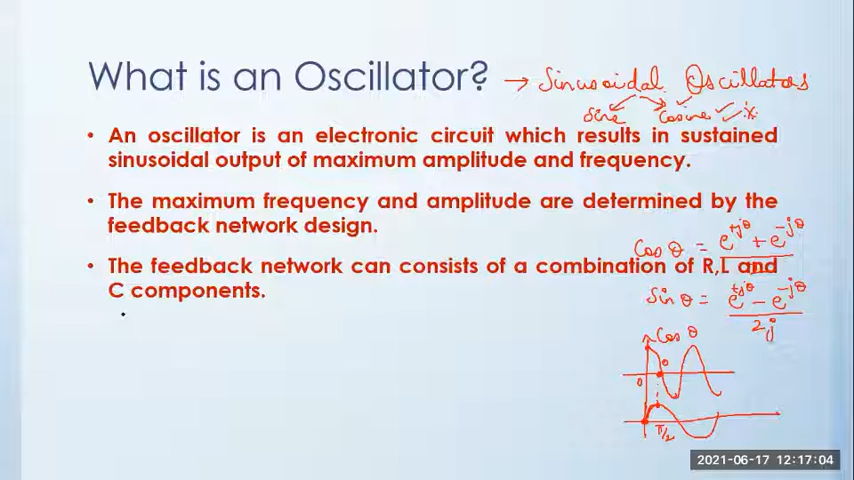 What is an Oscillator? → Sinusoidal Oscillators
Sine Cosine
• An oscillator is an electronic circuit which results in sustained
sinusoidal output of maximum amplitude and frequency.
• The maximum frequency and amplitude are determined by the
feedback network design.
Cos θ = e^{+jθ} + e^{-jθ}
• The feedback network can consists of a combination of R,L and
C components.
Sin θ = e^{+jθ} - e^{-jθ}
2j
Cos θ
0
0
π/2
2021-06-17 12:17:04